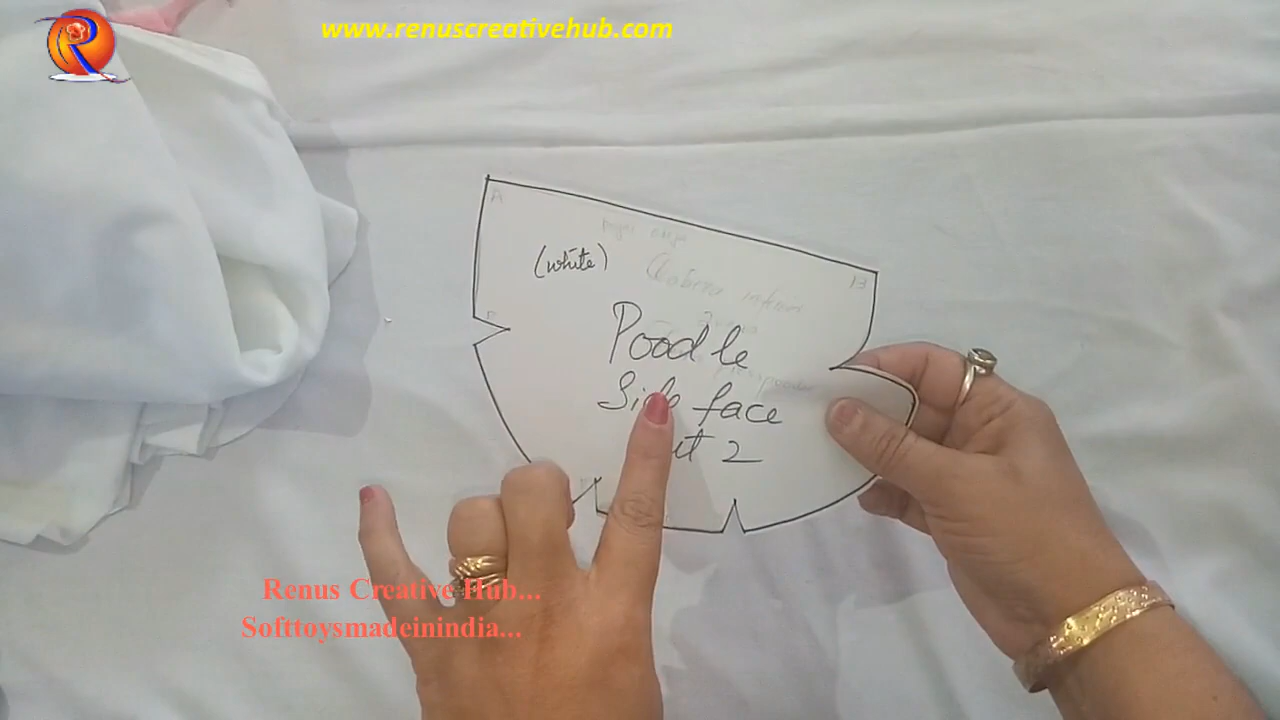 www.renuscreativehub.com
R
A
B
(white)
Poodle
Side face
2
Renus Creative Hub...
Softtoysmadeinindia...